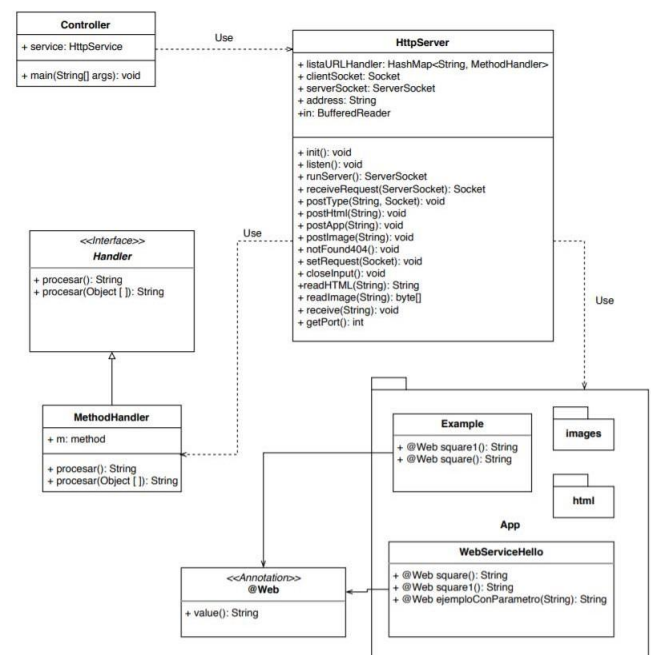 Controller
+ service: HttpService
+ main(String[] args): void
Use
HttpServer
+ listaURLHandler: HashMap<String, MethodHandler>
+ clientSocket: Socket
+ serverSocket: ServerSocket
+ address: String
+in: BufferedReader
+ init(): void
+ listen(): void
+ runServer(): ServerSocket
+ receiveRequest(ServerSocket): Socket
+ postType(String, Socket): void
+ postHtml(String): void
+ postApp(String): void
+ postImage(String): void
+ notFound404(): void
+ setRequest(Socket): void
+ closeInput(): void
+readHTML(String): String
+ readImage(String): byte[]
+ receive(String): void
+ getPort(): int
Use
Use
<<Interface>>
Handler
+ procesar(): String
+ procesar(Object [ ]): String
MethodHandler
+ m: method
+ procesar(): String
+ procesar(Object [ ]): String
Example
+ @Web square1(): String
+ @Web square(): String
images
html
App
WebServiceHello
+ @Web square(): String
+ @Web square1(): String
+ @Web ejemploConParametro(String): String
<<Annotation>>
@Web
+ value(): String